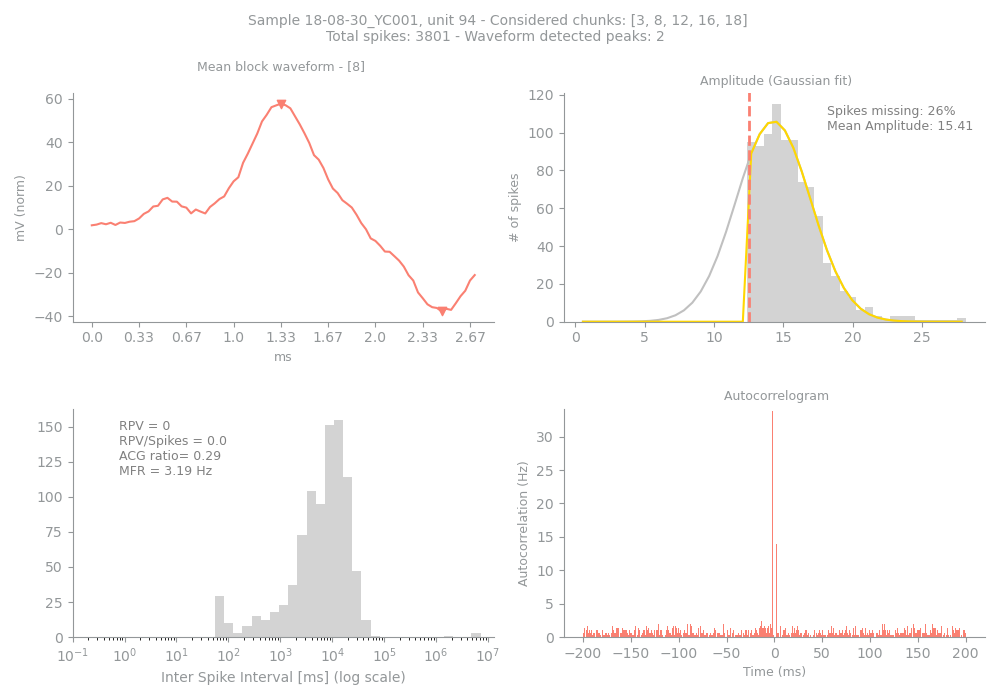 Sample 18-08-30_YC001, unit 94 - Considered chunks: [3, 8, 12, 16, 18]
Total spikes: 3801 - Waveform detected peaks: 2
Mean block waveform - [8]
60
40
20
0
−20
−40
mV (norm)
0.0 0.33 0.67 1.0 1.33 1.67 2.0 2.33 2.67
ms
Amplitude (Gaussian fit)
Spikes missing: 26%
Mean Amplitude: 15.41
120
100
80
60
40
20
0
# of spikes
0 5 10 15 20 25
RPV = 0
RPV/Spikes = 0.0
ACG ratio= 0.29
MFR = 3.19 Hz
150
125
100
75
50
25
0
10⁻¹ 10⁰ 10¹ 10² 10³ 10⁴ 10⁵ 10⁶ 10⁷
Inter Spike Interval [ms] (log scale)
Autocorrelogram
30
25
20
15
10
5
0
Autocorrelation (Hz)
−200 −150 −100 −50 0 50 100 150 200
Time (ms)